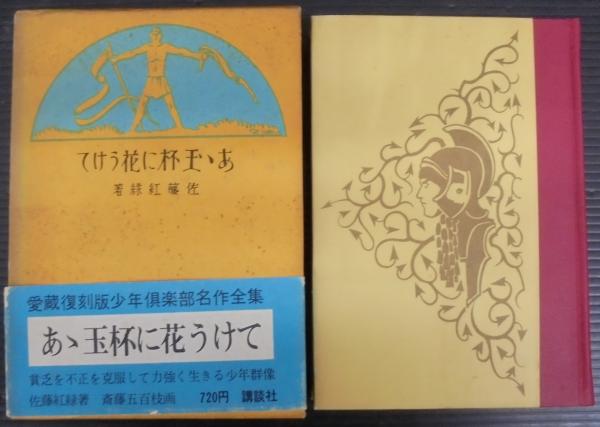 あゝ玉杯に花うけて
佐藤紅緑著
愛蔵復刻版少年倶楽部名作全集
あゝ玉杯に花うけて
貧乏を不正を克服して力強く生きる少年群像
佐藤紅緑著 斎藤五百枝画 720円 講談社